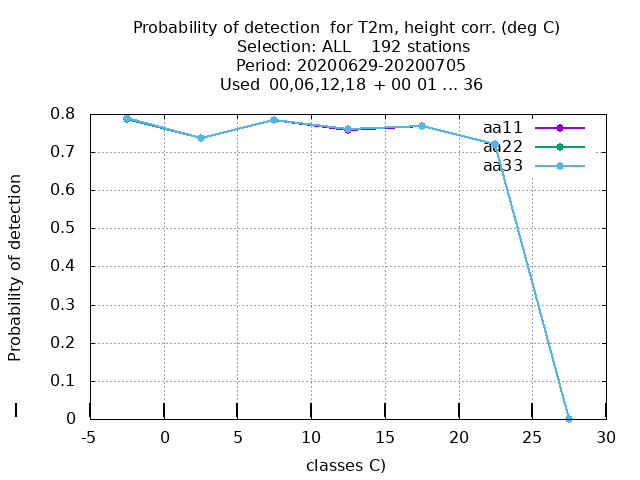 Probability of detection  for T2m, height corr. (deg C)
Selection: ALL    192 stations
Period: 20200629-20200705
Used  00,06,12,18  + 00 01 ... 36
Probability of detection
0.8
0.7
0.6
0.5
0.4
0.3
0.2
0.1
0
aa11
aa22
aa33
-5 0 5 10 15 20 25 30
classes C)